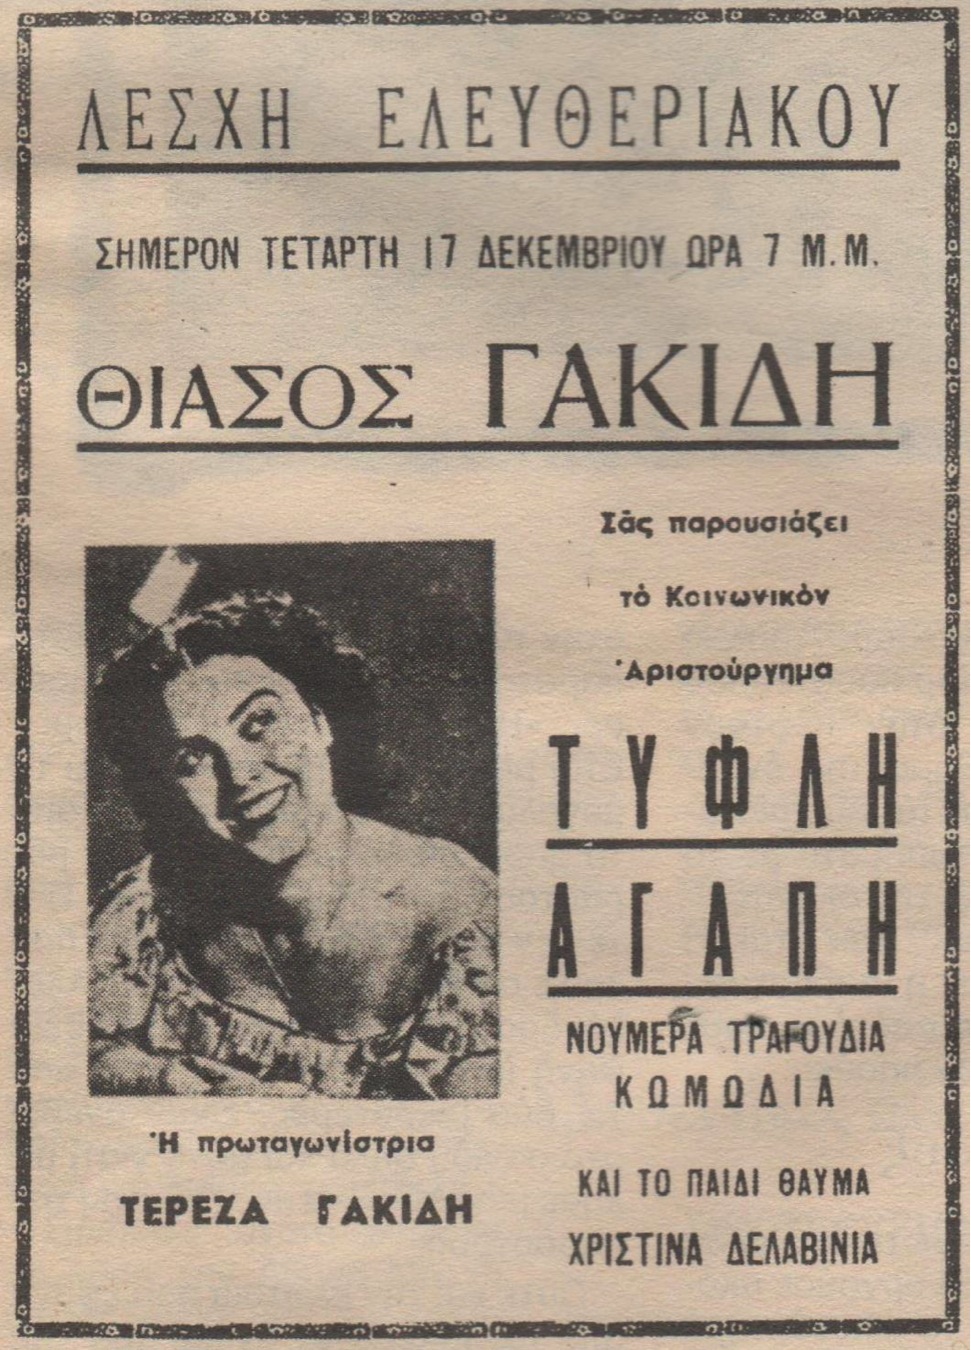 ΛΕΣΧΗ ΕΛΕΥΘΕΡΙΑΚΟΥ
ΣΗΜΕΡΟΝ ΤΕΤΑΡΤΗ 17 ΔΕΚΕΜΒΡΙΟΥ ΩΡΑ 7 Μ.Μ.
ΘΙΑΣΟΣ ΓΑΚΙΔΗ
Σᾶς παρουσιάζει
τὸ Κοινωνικὸν
Ἀριστούργημα
ΤΥΦΛΗ
ΑΓΑΠΗ
ΝΟΥΜΕΡΑ ΤΡΑΓΟΥΔΙΑ
ΚΩΜΩΔΙΑ
ΚΑΙ ΤΟ ΠΑΙΔΙ ΘΑΥΜΑ
ΧΡΙΣΤΙΝΑ ΔΕΛΑΒΙΝΙΑ
Ἡ πρωταγωνίστρια
ΤΕΡΕΖΑ ΓΑΚΙΔΗ